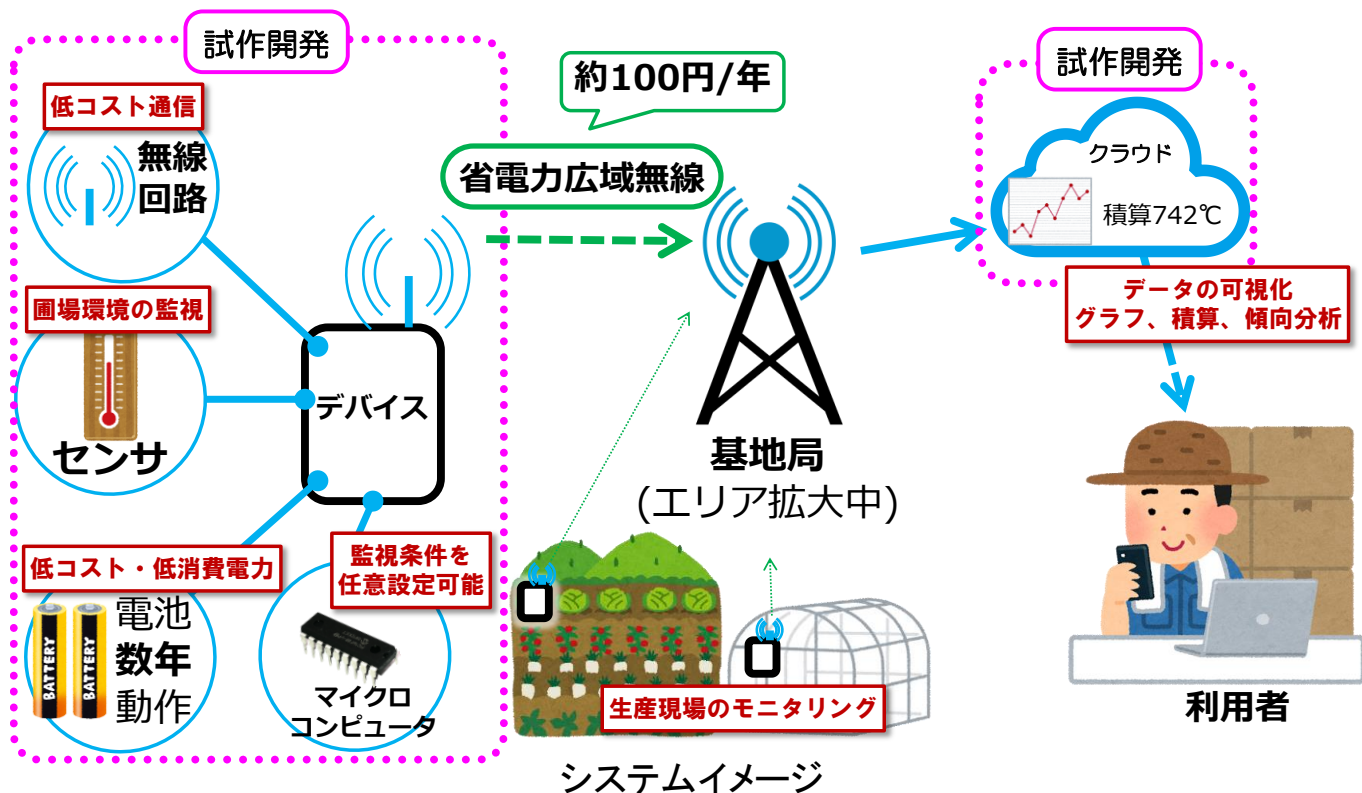 試作開発
低コスト通信
無線
回路
圃場環境の監視
センサ
デバイス
低コスト・低消費電力
BATTERY
BATTERY
電池
数年
動作
監視条件を
任意設定可能
マイクロ
コンピュータ
約100円/年
省電力広域無線
基地局
(エリア拡大中)
生産現場のモニタリング
システムイメージ
試作開発
クラウド
積算742℃
データの可視化
グラフ、積算、傾向分析
利用者